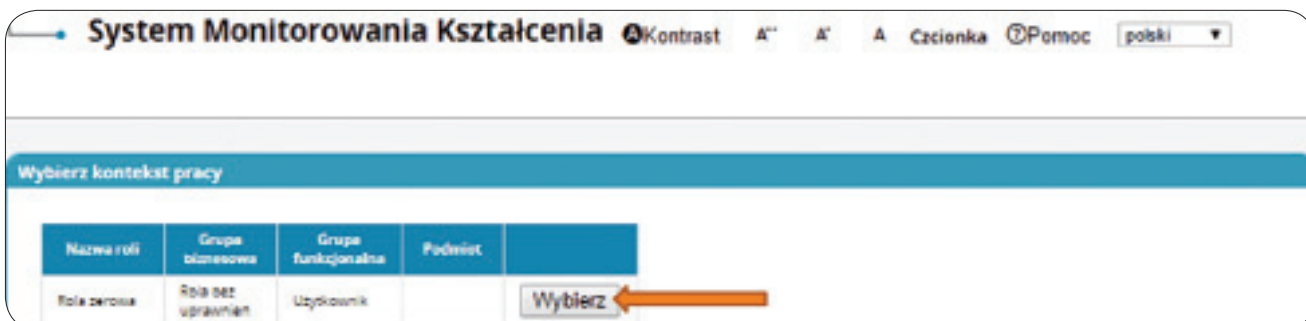 System Monitorowania Kształcenia Kontrast A++ A+ A Czcionka Pomoc polski
Wybierz kontekst pracy
Nazwa roli Grupa biznesowa Grupa funkcjonalna Podmiot
Rola zerowa Rola bez uprawnień Użytkownik Wybierz